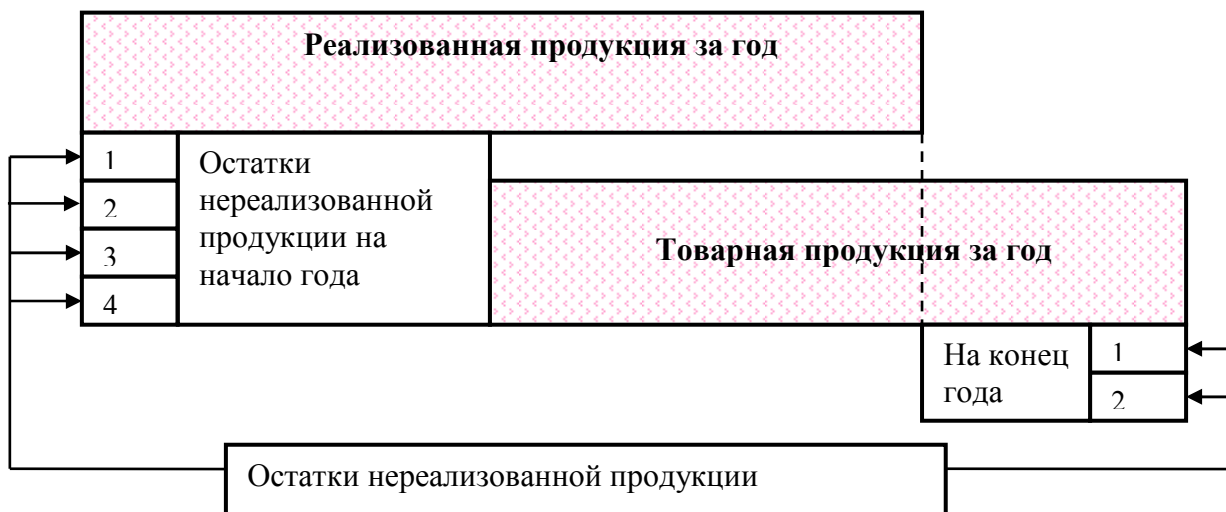 Реализованная продукция за год
1
2
3
4
Остатки
нереализованной
продукции на
начало года
Товарная продукция за год
На конец
года
1
2
Остатки нереализованной продукции